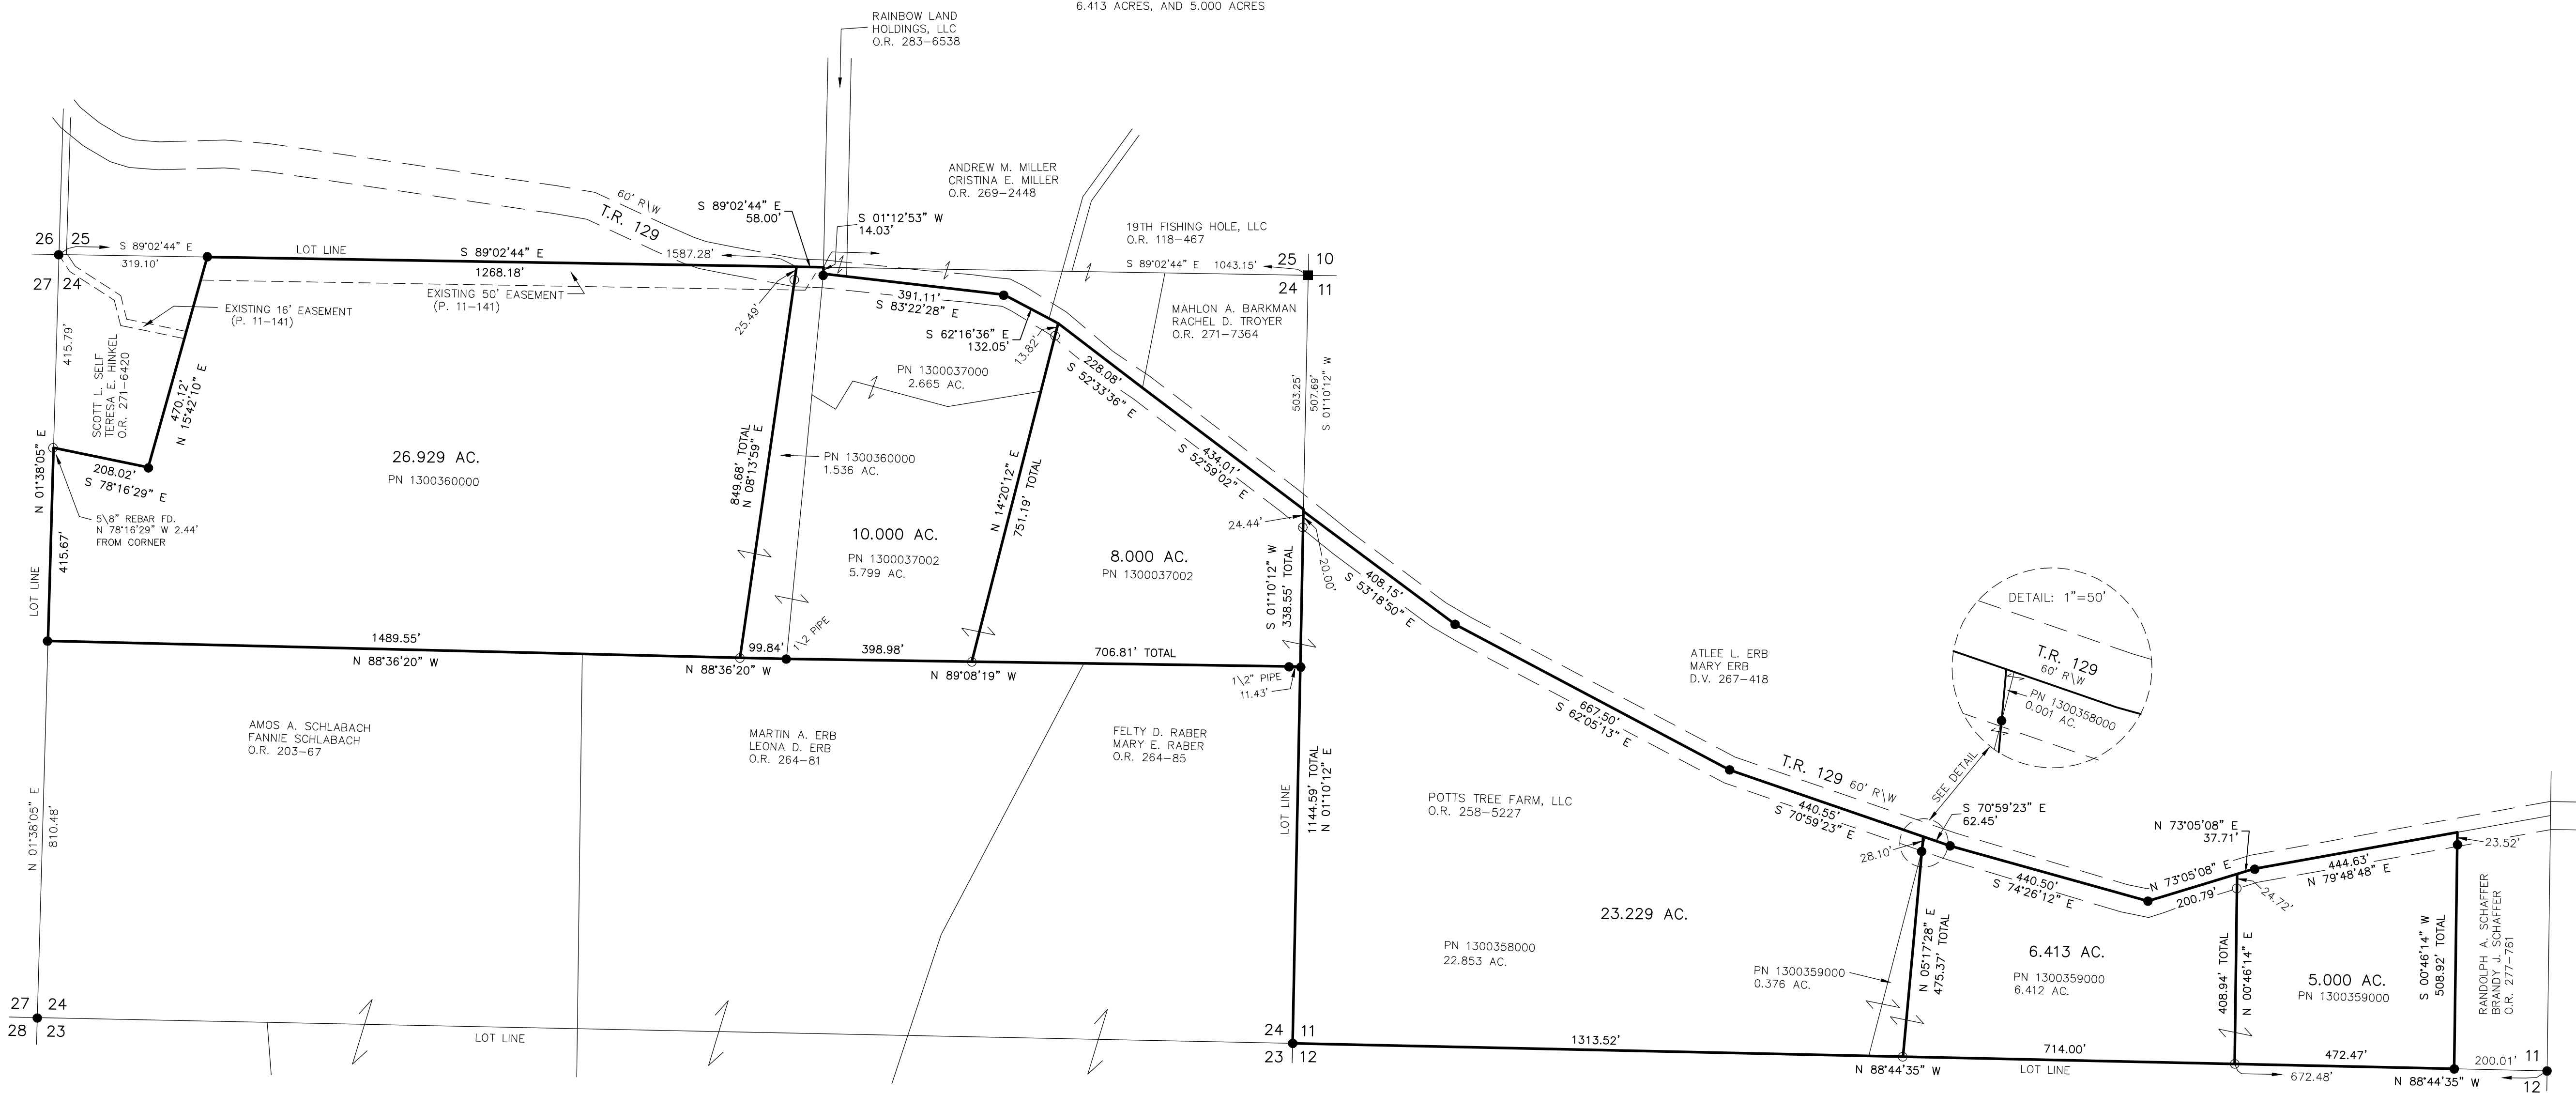 6.413 ACRES, AND 5.000 ACRES
RAINBOW LAND
HOLDINGS, LLC
O.R. 283-6538
ANDREW M. MILLER
CRISTINA E. MILLER
O.R. 269-2448
60' R\W
T.R. 129
S 89°02'44" E
58.00'
S 01°12'53" W
14.03'
19TH FISHING HOLE, LLC
O.R. 118-467
26
25
S 89°02'44" E
319.10'
LOT LINE
S 89°02'44" E
1268.18'
1587.28'
S 89°02'44" E
1043.15'
25
10
27
24
24
11
EXISTING 16' EASEMENT
(P. 11-141)
EXISTING 50' EASEMENT
(P. 11-141)
25.49'
391.11'
S 83°22'28" E
S 62°16'36" E
132.05'
13.82'
MAHLON A. BARKMAN
RACHEL D. TROYER
O.R. 271-7364
415.79'
SCOTT L. SELF
TERESA E. HINKEL
O.R. 271-6420
470.12'
N 15°42'10" E
PN 1300037000
2.665 AC.
228.08'
S 52°33'36" E
503.25'
507.69'
S 01°10'12" W
N 01°38'05" E
208.02'
S 78°16'29" E
26.929 AC.
PN 1300360000
849.68' TOTAL
N 08°13'59" E
PN 1300360000
1.536 AC.
N 14°20'12" E
751.19' TOTAL
434.01'
S 52°59'02" E
5\8" REBAR FD.
N 78°16'29" W 2.44'
FROM CORNER
415.67'
LOT LINE
10.000 AC.
PN 1300037002
5.799 AC.
8.000 AC.
PN 1300037002
24.44'
20.00'
S 01°10'12" W
338.55' TOTAL
408.15'
S 53°18'50" E
DETAIL: 1"=50'
T.R. 129
60' R\W
PN 1300358000
0.001 AC.
SEE DETAIL
1489.55'
N 88°36'20" W
99.84'
N 88°36'20" W
1\2 PIPE
398.98'
N 89°08'19" W
706.81' TOTAL
1\2" PIPE
11.43'
ATLEE L. ERB
MARY ERB
D.V. 267-418
667.50'
S 62°05'13" E
AMOS A. SCHLABACH
FANNIE SCHLABACH
O.R. 203-67
MARTIN A. ERB
LEONA D. ERB
O.R. 264-81
FELTY D. RABER
MARY E. RABER
O.R. 264-85
N 01°38'05" E
810.48'
LOT LINE
1144.59' TOTAL
N 01°10'12" E
POTTS TREE FARM, LLC
O.R. 258-5227
T.R. 129
60' R\W
440.55'
S 70°59'23" E
28.10'
S 70°59'23" E
62.45'
N 73°05'08" E
37.71'
440.50'
S 74°26'12" E
N 73°05'08" E
200.79'
444.63'
N 79°48'48" E
24.72'
23.52'
23.229 AC.
PN 1300358000
22.853 AC.
PN 1300359000
0.376 AC.
N 05°17'28" E
475.37' TOTAL
6.413 AC.
PN 1300359000
6.412 AC.
408.94' TOTAL
N 00°46'14" E
5.000 AC.
PN 1300359000
S 00°46'14" W
508.92' TOTAL
RANDOLPH A. SCHAFFER
BRANDY J. SCHAFFER
O.R. 277-761
27
24
28
23
LOT LINE
24
11
23
12
1313.52'
N 88°44'35" W
714.00'
LOT LINE
472.47'
672.48'
N 88°44'35" W
200.01'
11
12